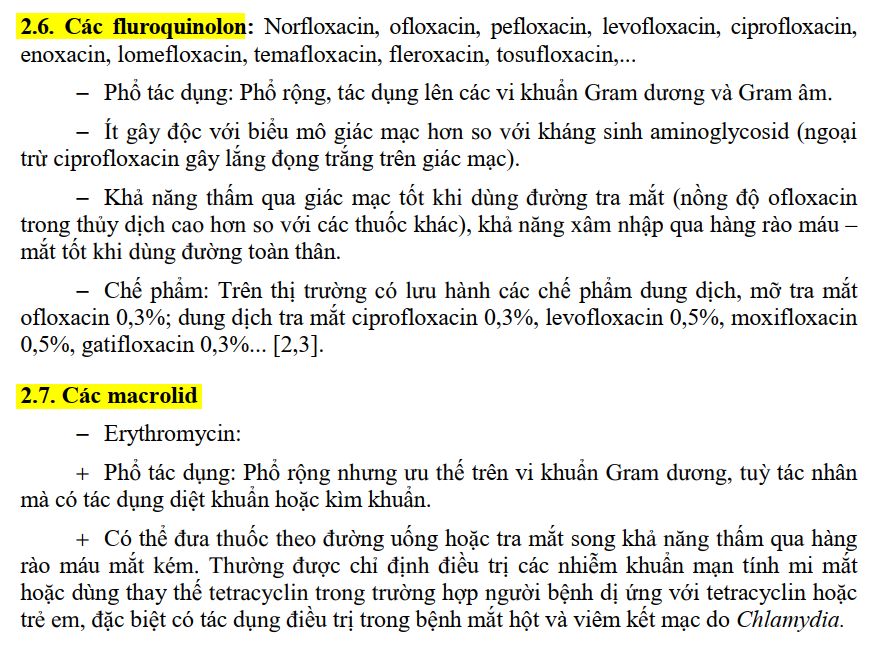 2.6. Các fluroquinolon: Norfloxacin, ofloxacin, pefloxacin, levofloxacin, ciprofloxacin,
enoxacin, lomefloxacin, temafloxacin, fleroxacin, tosufloxacin,...
− Phổ tác dụng: Phổ rộng, tác dụng lên các vi khuẩn Gram dương và Gram âm.
− Ít gây độc với biểu mô giác mạc hơn so với kháng sinh aminoglycosid (ngoại
trừ ciprofloxacin gây lắng đọng trắng trên giác mạc).
− Khả năng thấm qua giác mạc tốt khi dùng đường tra mắt (nồng độ ofloxacin
trong thủy dịch cao hơn so với các thuốc khác), khả năng xâm nhập qua hàng rào máu –
mắt tốt khi dùng đường toàn thân.
− Chế phẩm: Trên thị trường có lưu hành các chế phẩm dung dịch, mỡ tra mắt
ofloxacin 0,3%; dung dịch tra mắt ciprofloxacin 0,3%, levofloxacin 0,5%, moxifloxacin
0,5%, gatifloxacin 0,3%... [2,3].
2.7. Các macrolid
− Erythromycin:
+ Phổ tác dụng: Phổ rộng nhưng ưu thế trên vi khuẩn Gram dương, tuỳ tác nhân
mà có tác dụng diệt khuẩn hoặc kìm khuẩn.
+ Có thể đưa thuốc theo đường uống hoặc tra mắt song khả năng thấm qua hàng
rào máu mắt kém. Thường được chỉ định điều trị các nhiễm khuẩn mạn tính mi mắt
hoặc dùng thay thế tetracyclin trong trường hợp người bệnh dị ứng với tetracyclin hoặc
trẻ em, đặc biệt có tác dụng điều trị trong bệnh mắt hột và viêm kết mạc do Chlamydia.